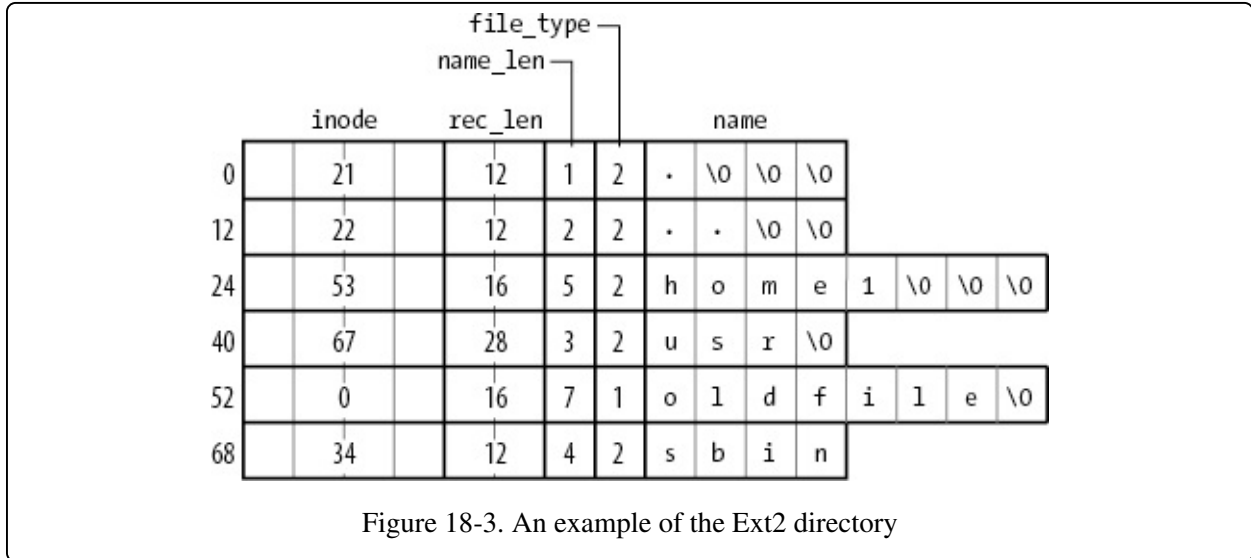 file_type
name_len
inode rec_len name
0 21 12 1 2 . \0 \0 \0
12 22 12 2 2 . . \0 \0
24 53 16 5 2 h o m e 1 \0 \0 \0
40 67 28 3 2 u s r \0
52 0 16 7 1 o l d f i l e \0
68 34 12 4 2 s b i n
Figure 18-3. An example of the Ext2 directory